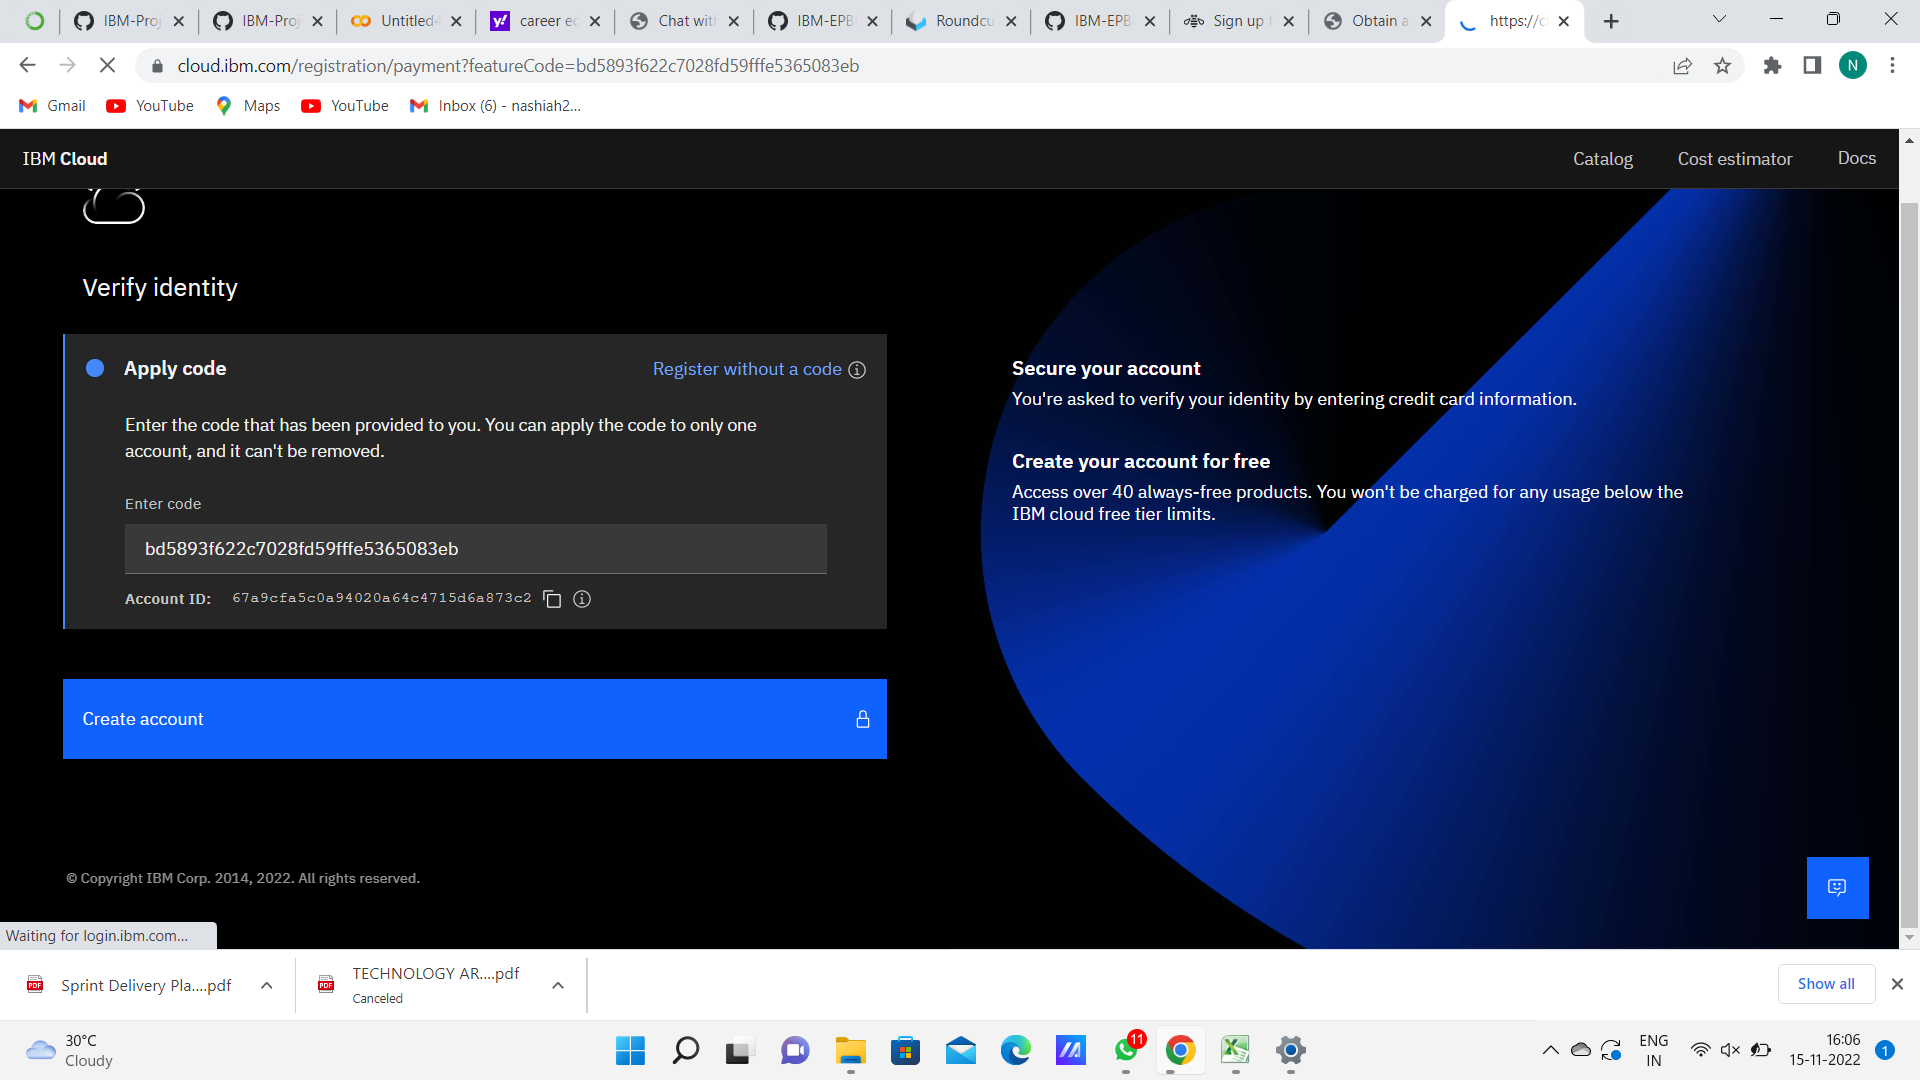 IBM-Proj
IBM-Proj
Untitled4
career ec
Chat with
IBM-EPB
Roundcu
IBM-EPB
Sign up
Obtain a
https://c
cloud.ibm.com/registration/payment?featureCode=bd5893f622c7028fd59fffe5365083eb
N
Gmail
YouTube
Maps
YouTube
Inbox (6) - nashiah2...
IBM Cloud
Catalog
Cost estimator
Docs
Verify identity
Apply code
Register without a code
Enter the code that has been provided to you. You can apply the code to only one
account, and it can't be removed.
Enter code
bd5893f622c7028fd59fffe5365083eb
Account ID: 67a9cfa5c0a94020a64c4715d6a873c2
Create account
Secure your account
You're asked to verify your identity by entering credit card information.
Create your account for free
Access over 40 always-free products. You won't be charged for any usage below the
IBM cloud free tier limits.
© Copyright IBM Corp. 2014, 2022. All rights reserved.
Waiting for login.ibm.com...
Sprint Delivery Pla....pdf
TECHNOLOGY AR....pdf
Canceled
Show all
30°C
Cloudy
11
ENG
IN
16:06
15-11-2022
1